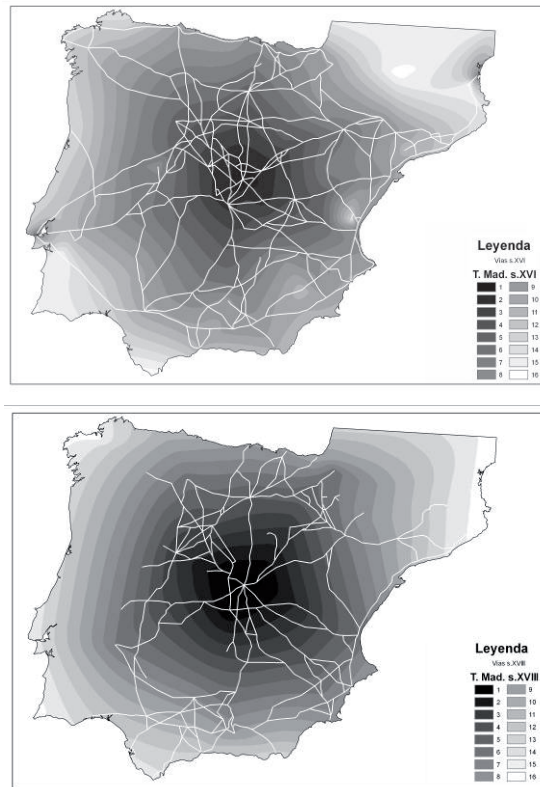 Leyenda
Vías s.XVI
T. Mad. s.XVI
1 9
2 10
3 11
4 12
5 13
6 14
7 15
8 16
Leyenda
Vías s.XVIII
T. Mad. s.XVIII
1 9
2 10
3 11
4 12
5 13
6 14
7 15
8 16